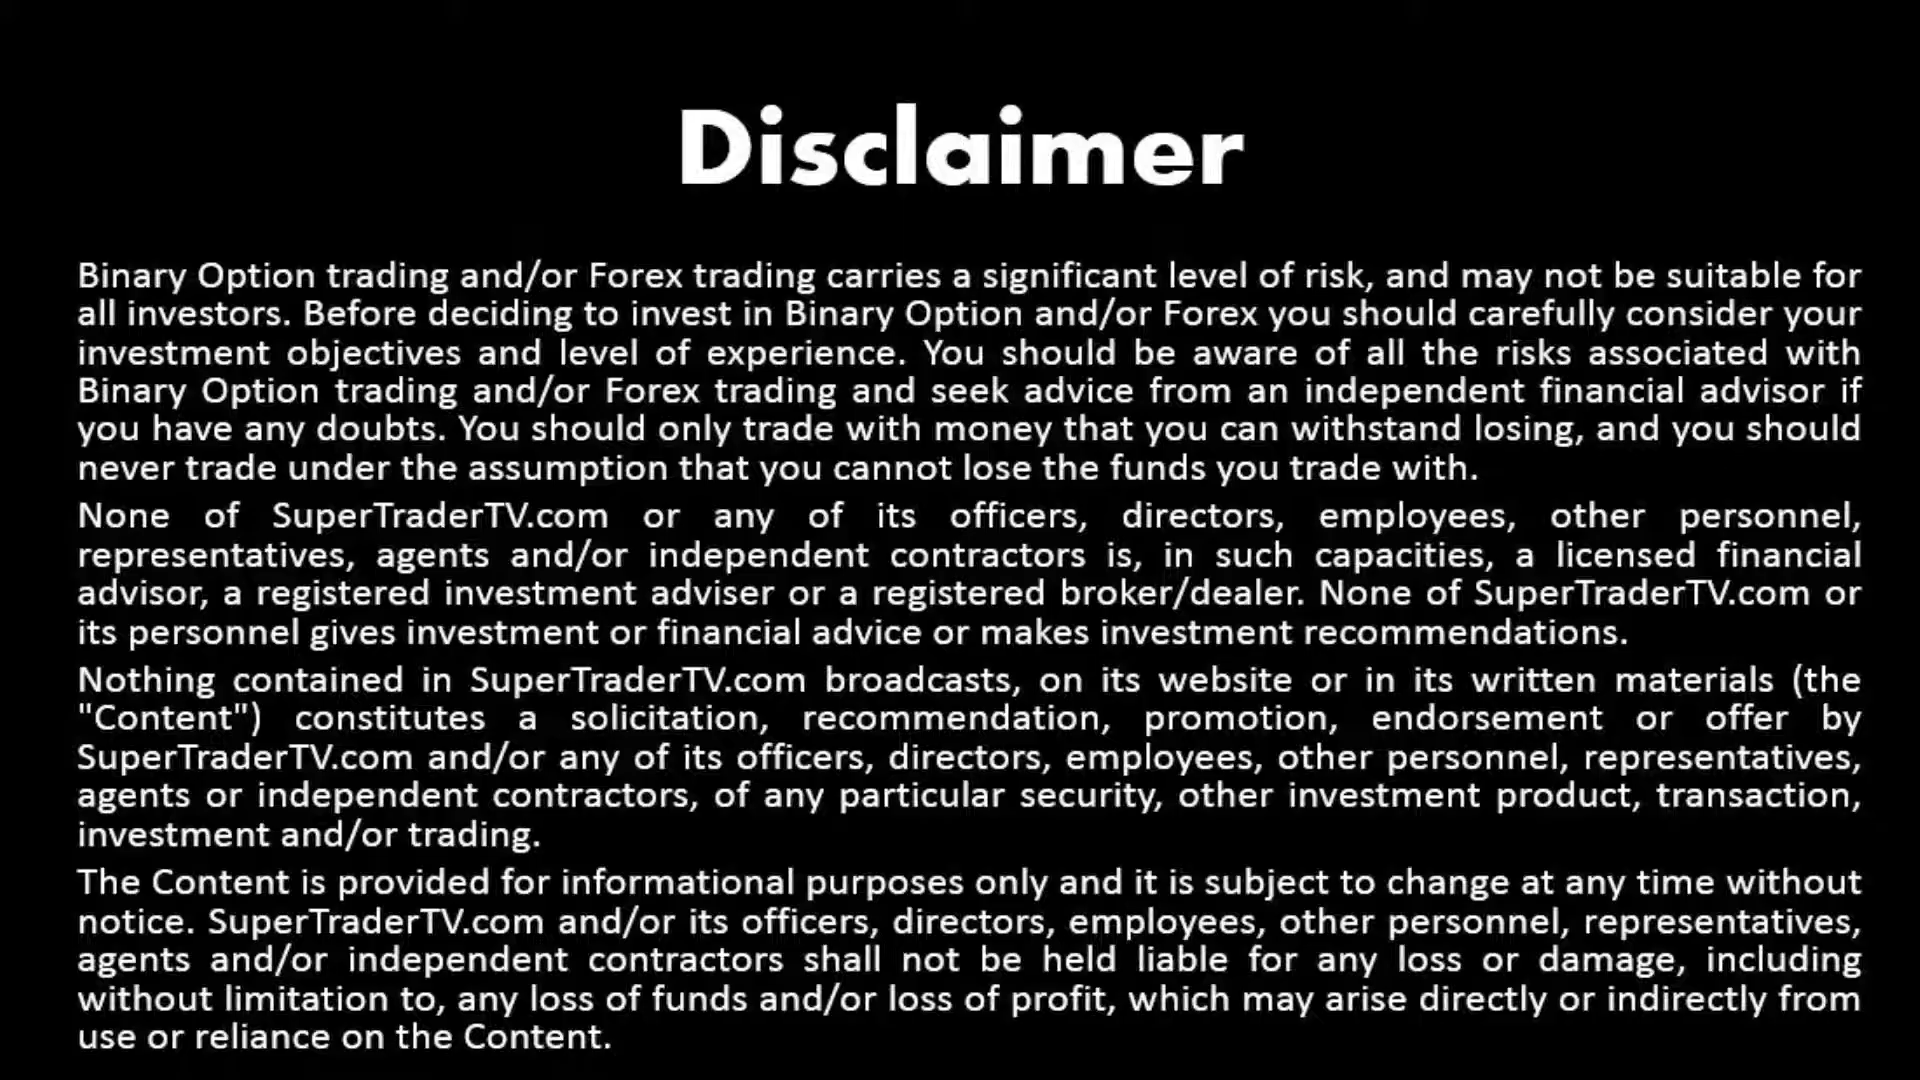 Disclaimer
Binary Option trading and/or Forex trading carries a significant level of risk, and may not be suitable for
all investors. Before deciding to invest in Binary Option and/or Forex you should carefully consider your
investment objectives and level of experience. You should be aware of all the risks associated with
Binary Option trading and/or Forex trading and seek advice from an independent financial advisor if
you have any doubts. You should only trade with money that you can withstand losing, and you should
never trade under the assumption that you cannot lose the funds you trade with.
None of SuperTraderTV.com or any of its officers, directors, employees, other personnel,
representatives, agents and/or independent contractors is, in such capacities, a licensed financial
advisor, a registered investment adviser or a registered broker/dealer. None of SuperTraderTV.com or
its personnel gives investment or financial advice or makes investment recommendations.
Nothing contained in SuperTraderTV.com broadcasts, on its website or in its written materials (the
"Content") constitutes a solicitation, recommendation, promotion, endorsement or offer by
SuperTraderTV.com and/or any of its officers, directors, employees, other personnel, representatives,
agents or independent contractors, of any particular security, other investment product, transaction,
investment and/or trading.
The Content is provided for informational purposes only and it is subject to change at any time without
notice. SuperTraderTV.com and/or its officers, directors, employees, other personnel, representatives,
agents and/or independent contractors shall not be held liable for any loss or damage, including
without limitation to, any loss of funds and/or loss of profit, which may arise directly or indirectly from
use or reliance on the Content.